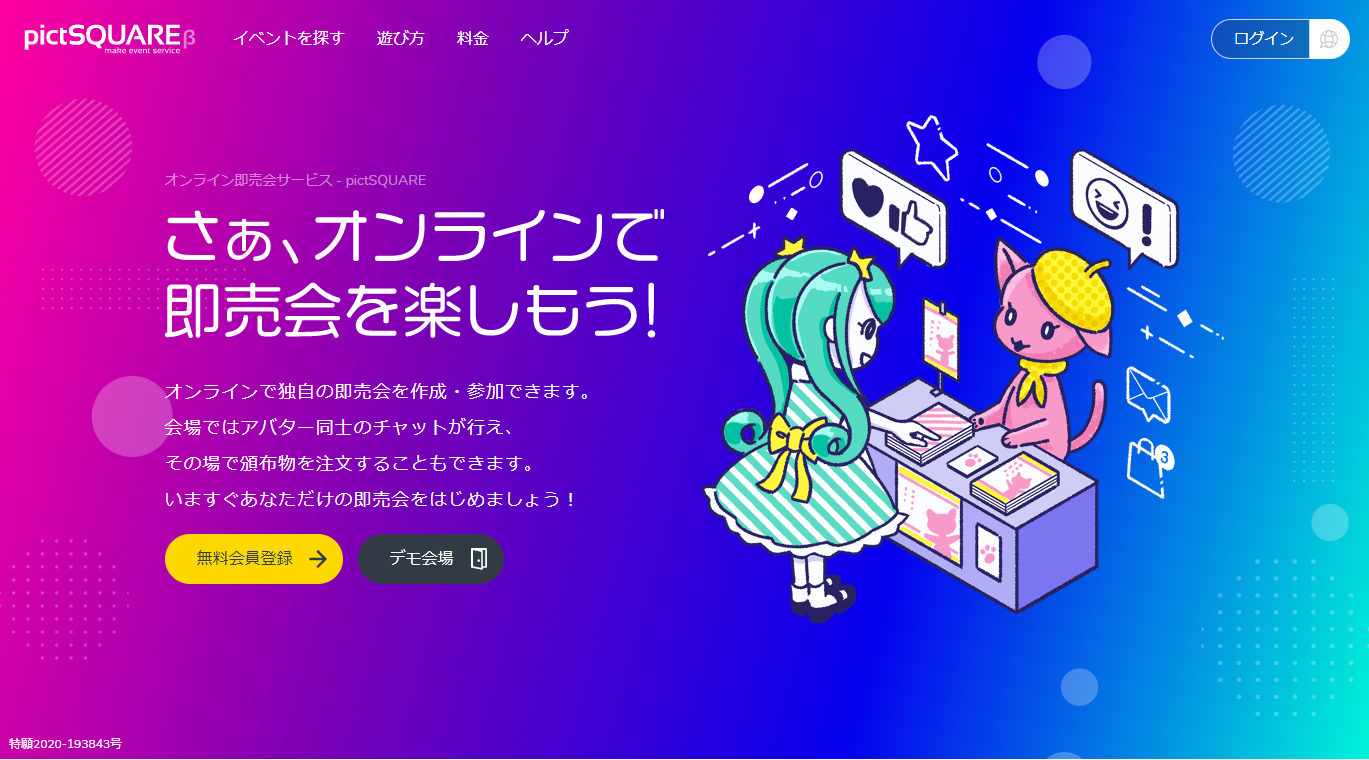 pictSQUAREβ
make event service
イベントを探す
遊び方
料金
ヘルプ
ログイン
オンライン即売会サービス - pictSQUARE
さぁ、オンラインで
即売会を楽しもう!
オンラインで独自の即売会を作成・参加できます。
会場ではアバター同士のチャットが行え、
その場で頒布物を注文することもできます。
いますぐあなただけの即売会をはじめましょう！
無料会員登録
デモ会場
!
3
特願2020-193843号